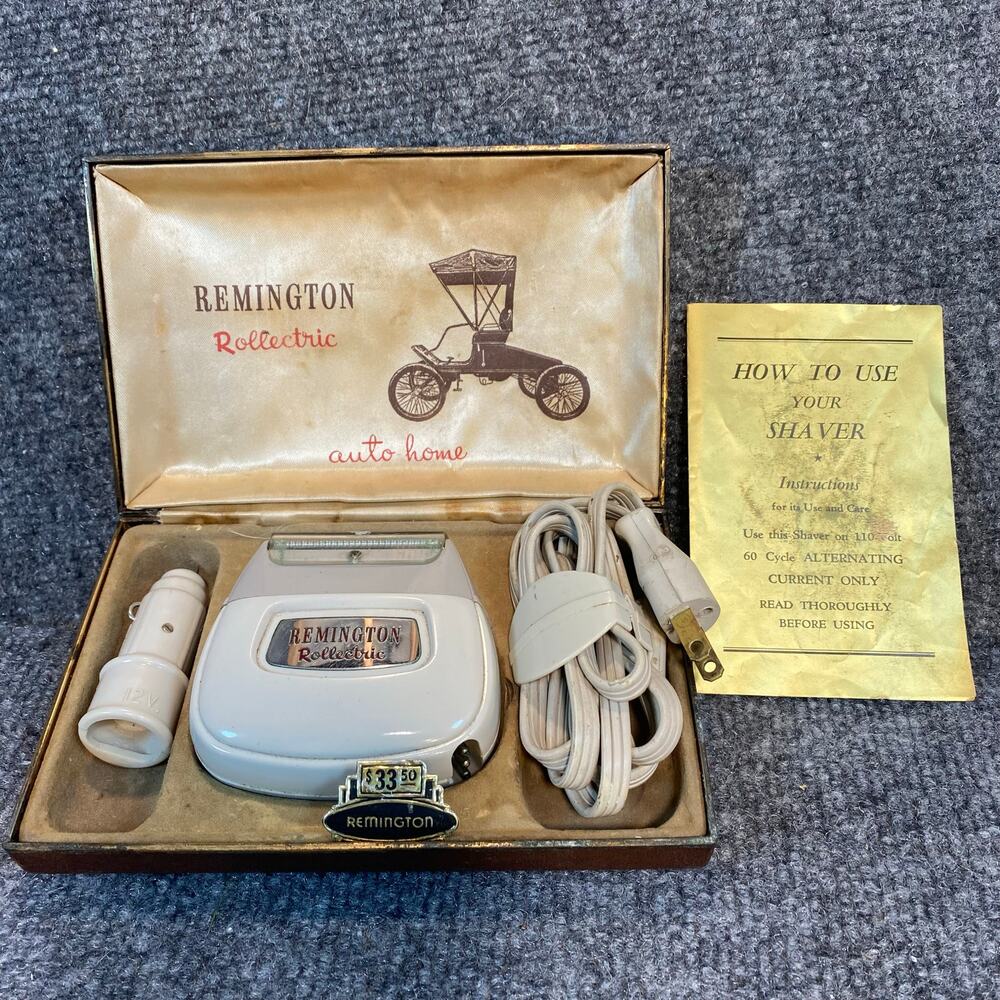 REMINGTON
Rollectric
auto home
12V.
REMINGTON
Rollectric
$33 50
REMINGTON
HOW TO USE
YOUR
SHAVER
Instructions
for its Use and Care
Use this Shaver on 110 volt
60 Cycle ALTERNATING
CURRENT ONLY
READ THOROUGHLY
BEFORE USING